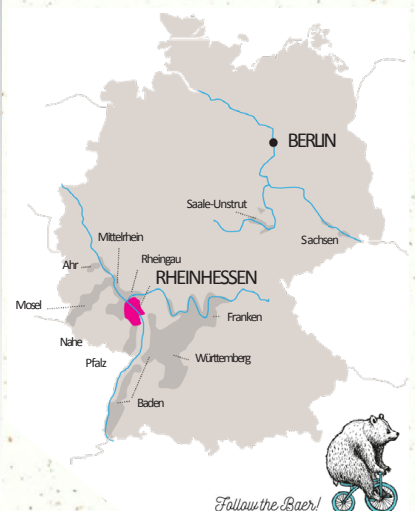 BERLIN
Saale-Unstrut
Sachsen
Mittelrhein
Rheingau
Ahr
RHEINHESSEN
Mosel
Franken
Nahe
Württemberg
Pfalz
Baden
Follow the Baer!